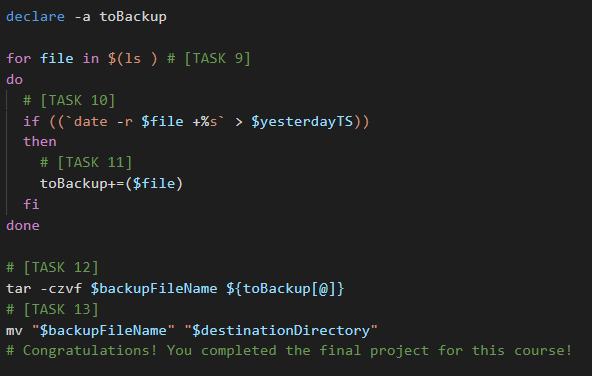 declare -a toBackup
for file in $(ls ) # [TASK 9]
do
# [TASK 10]
if ((`date -r $file +%s` > $yesterdayTS))
then
# [TASK 11]
toBackup+=($file)
fi
done
# [TASK 12]
tar -czvf $backupFileName ${toBackup[@]}
# [TASK 13]
mv "$backupFileName" "$destinationDirectory"
# Congratulations! You completed the final project for this course!